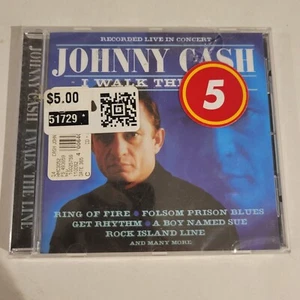 RECORDED LIVE IN CONCERT
JOHNNY CASH
I WALK TH
$5.00
51729
5
RING OF FIRE • FOLSOM PRISON BLUES
GET RHYTHM • A BOY NAMED SUE
ROCK ISLAND LINE
AND MANY MORE
JOHNNY CASH I WALK THE LINE